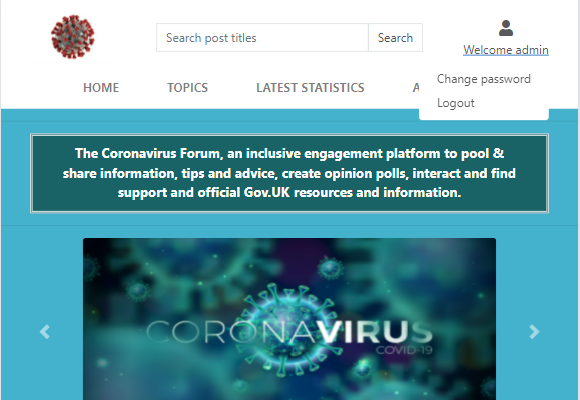 Search post titles
Search
Welcome admin
Change password
Logout
HOME
TOPICS
LATEST STATISTICS
The Coronavirus Forum, an inclusive engagement platform to pool &
share information, tips and advice, create opinion polls, interact and find
support and official Gov.UK resources and information.
CORONAVIRUS
COVID-19